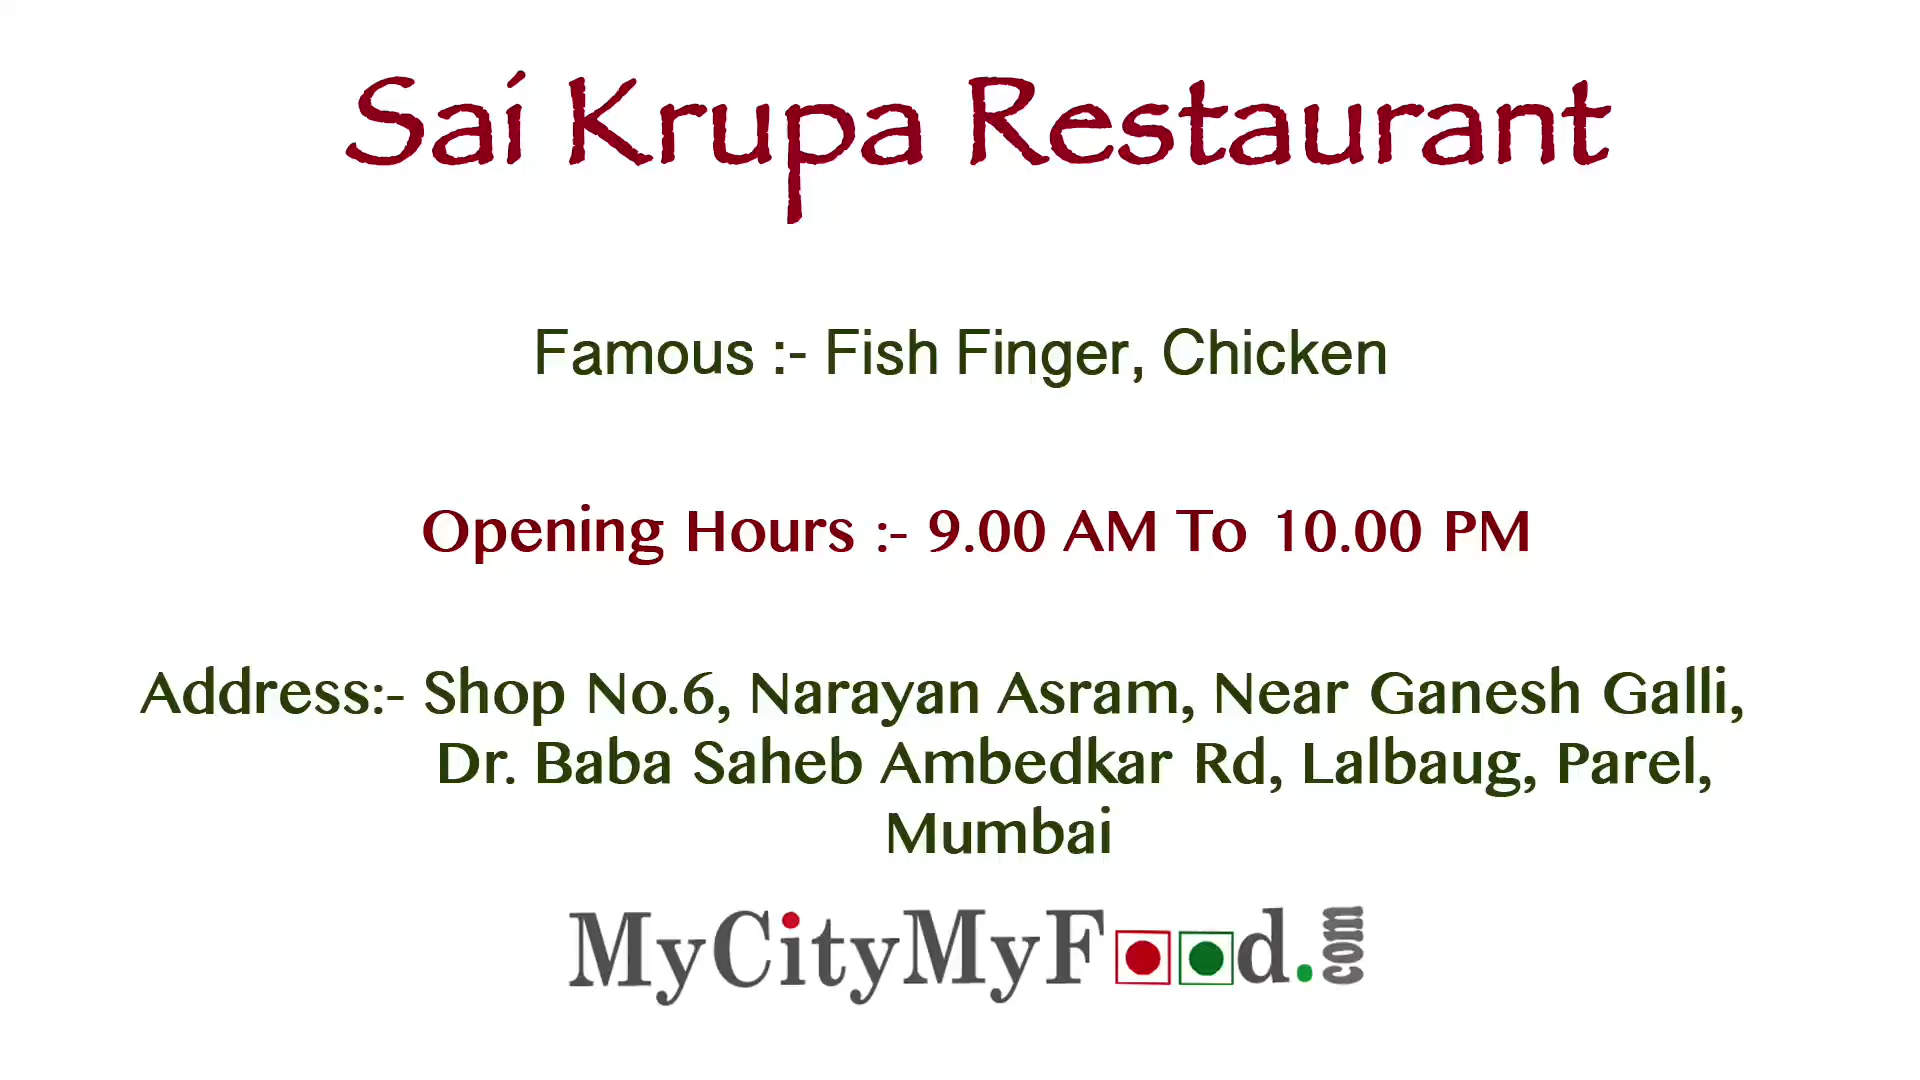 Sai Krupa Restaurant
Famous :- Fish Finger, Chicken
Opening Hours :- 9.00 AM To 10.00 PM
Address:- Shop No.6, Narayan Asram, Near Ganesh Galli,
Dr. Baba Saheb Ambedkar Rd, Lalbaug, Parel,
Mumbai
MyCityMyFood.com